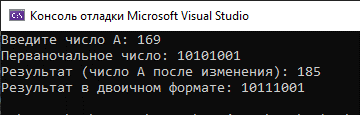 Консоль отладки Microsoft Visual Studio
Введите число A: 169
Перваночальное число: 10101001
Результат (число A после изменения): 185
Результат в двоичном формате: 10111001